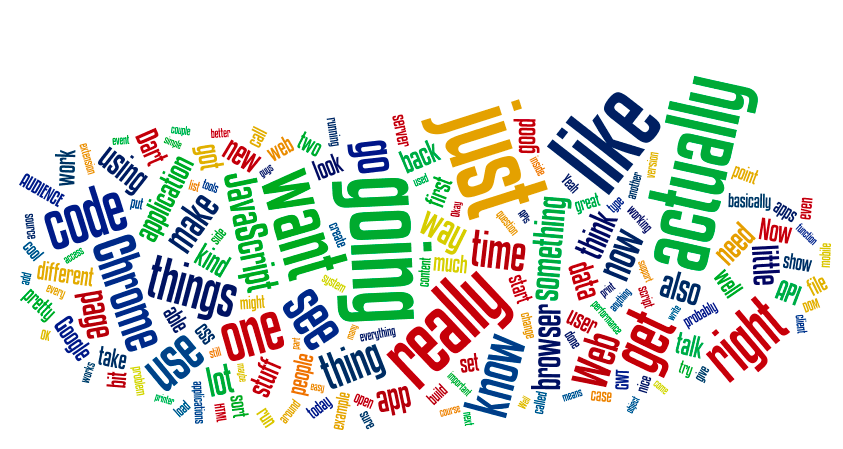 just
like
actually
going
really
want
code
Chrome
things
JavaScript
see
one
use
right
get
Web
know
thing
time
something
way
go
make
using
application
now
think
browser
app
need
also
data
Now
little
new
got
Dart
work
AUDIENCE
extension
event
couple
simple
better
call
web
two
guys
look
running
server
back
used
first
good
inside
Yeah
okay
question
apps
great
type
another
version
working
point
basically
apps
even
function
show
mobile
file
API
DOM
client
well
probably
write
script
support
print
anything
performance
user
done
talk
try
give
nice
GWT
case
means
object
game
start
change
content
much
create
system
might
kind
side
list
tools
put
source
cool
access
add
different
every
pretty
OK
Google
page
able
CSS
still
take
works
bit
problem
printer
load
applications
HTML
lot
sort
stuff
run
around
people
part
easy
many
everything
today
example
sure
open
build
set
important
course
next
called
Well